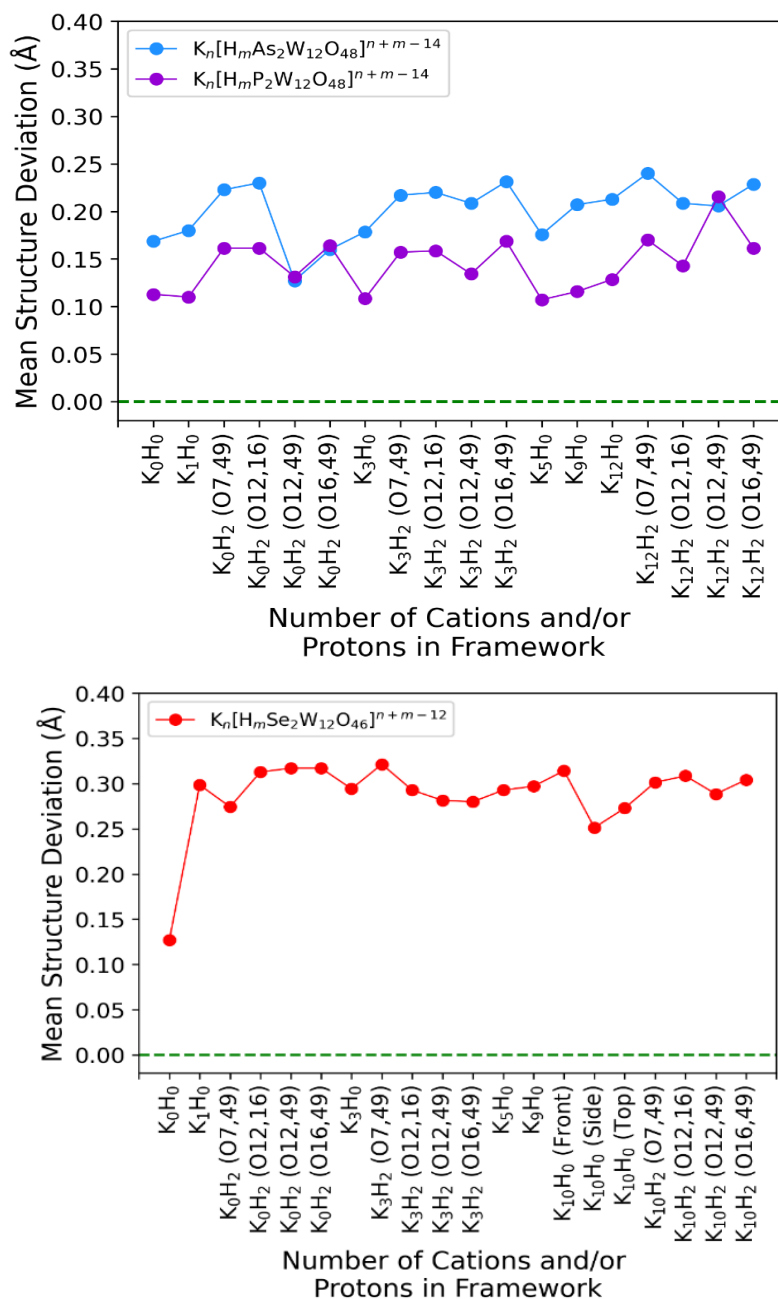 0.40
0.35
0.30
0.25
0.20
0.15
0.10
0.05
0.00
Mean Structure Deviation (Å)
Kₙ[HₘAs₂W₁₂O₄₈]ⁿ⁺ᵐ⁻¹⁴
Kₙ[HₘP₂W₁₂O₄₈]ⁿ⁺ᵐ⁻¹⁴
K₀H₀
K₁H₀
K₀H₂ (O7,49)
K₀H₂ (O12,16)
K₀H₂ (O12,49)
K₀H₂ (O16,49)
K₃H₀
K₃H₂ (O7,49)
K₃H₂ (O12,16)
K₃H₂ (O12,49)
K₃H₂ (O16,49)
K₅H₀
K₉H₀
K₁₂H₀
K₁₂H₂ (O7,49)
K₁₂H₂ (O12,16)
K₁₂H₂ (O12,49)
K₁₂H₂ (O16,49)
Number of Cations and/or
Protons in Framework
0.40
0.35
0.30
0.25
0.20
0.15
0.10
0.05
0.00
Mean Structure Deviation (Å)
Kₙ[HₘSe₂W₁₂O₄₆]ⁿ⁺ᵐ⁻¹²
K₀H₀
K₁H₀
K₀H₂ (O7,49)
K₀H₂ (O12,16)
K₀H₂ (O12,49)
K₀H₂ (O16,49)
K₃H₀
K₃H₂ (O7,49)
K₃H₂ (O12,16)
K₃H₂ (O12,49)
K₃H₂ (O16,49)
K₅H₀
K₉H₀
K₁₀H₀ (Front)
K₁₀H₀ (Side)
K₁₀H₀ (Top)
K₁₀H₂ (O7,49)
K₁₀H₂ (O12,16)
K₁₀H₂ (O12,49)
K₁₀H₂ (O16,49)
Number of Cations and/or
Protons in Framework